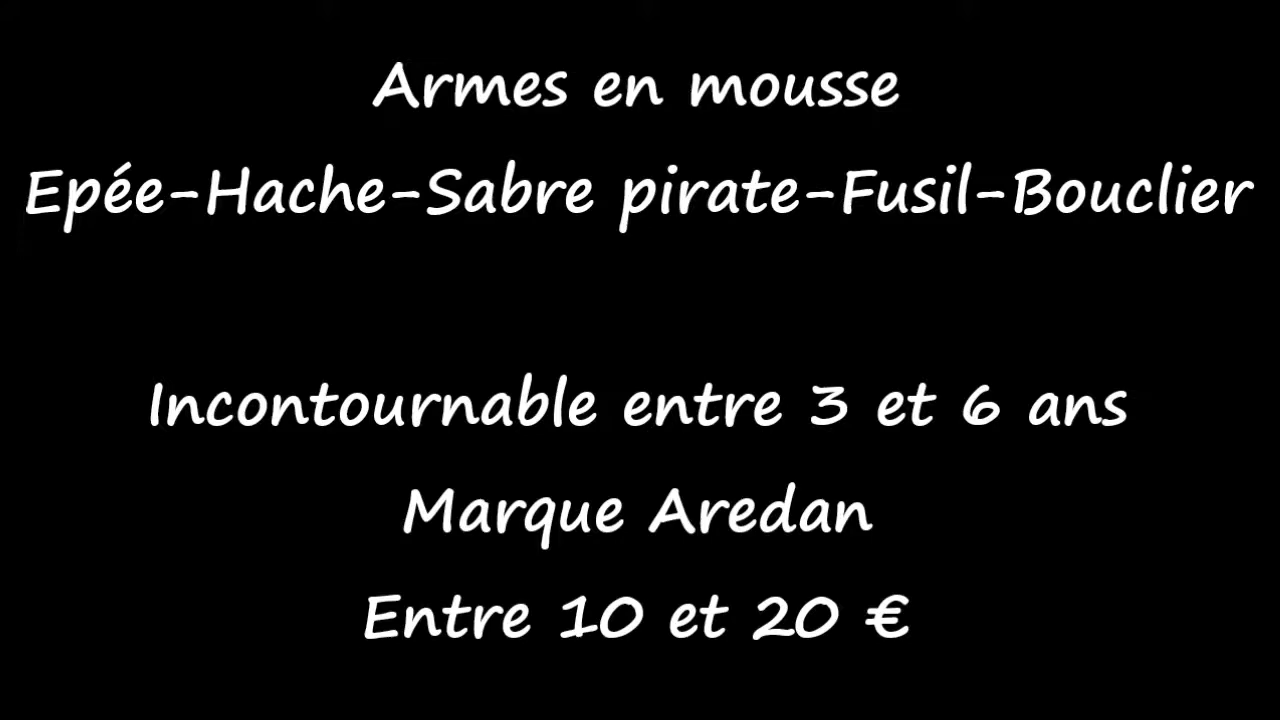 Armes en mousse
Epée-Hache-Sabre pirate-Fusil-Bouclier
Incontournable entre 3 et 6 ans
Marque Aredan
Entre 10 et 20 €